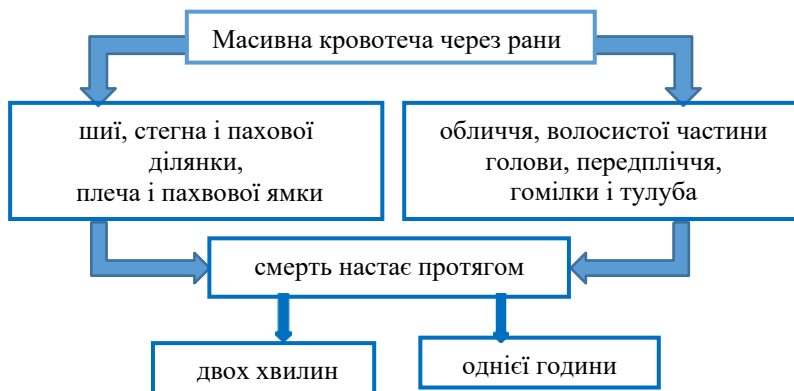 Масивна кровотеча через рани
шиї, стегна і пахової
ділянки,
плеча і пахвової ямки
обличчя, волосистої частини
голови, передпліччя,
гомілки і тулуба
смерть настає протягом
двох хвилин
однієї години